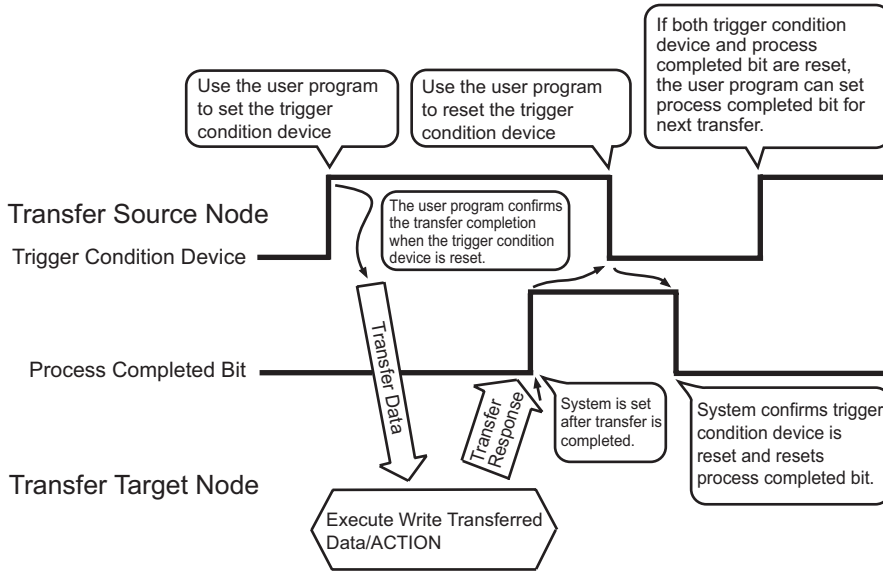 If both trigger condition
device and process
completed bit are reset,
the user program can set
process completed bit for
next transfer.
Use the user program
to set the trigger
condition device
Use the user program
to reset the trigger
condition device
Transfer Source Node
The user program confirms
the transfer completion
when the trigger condition
device is reset.
Trigger Condition Device
Transfer Data
Process Completed Bit
Transfer
Response
System is set
after transfer is
completed.
System confirms trigger
condition device is
reset and resets
process completed bit.
Transfer Target Node
Execute Write Transferred
Data/ACTION